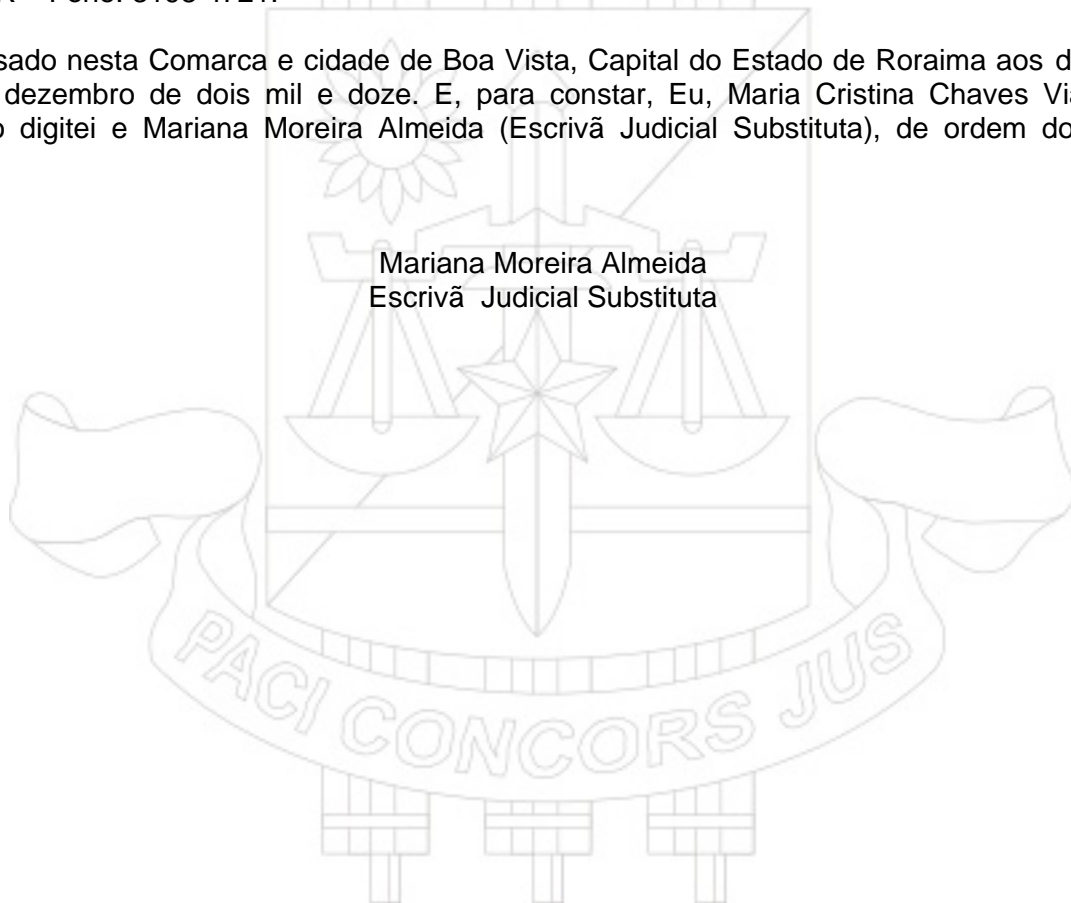 sado nesta Comarca e cidade de Boa Vista, Capital do Estado de Roraima aos d
dezembro de dois mil e doze. E, para constar, Eu, Maria Cristina Chaves Via
o digitei e Mariana Moreira Almeida (Escrivã Judicial Substituta), de ordem do
Mariana Moreira Almeida
Escrivã Judicial Substituta
PACI CONCORS JUS